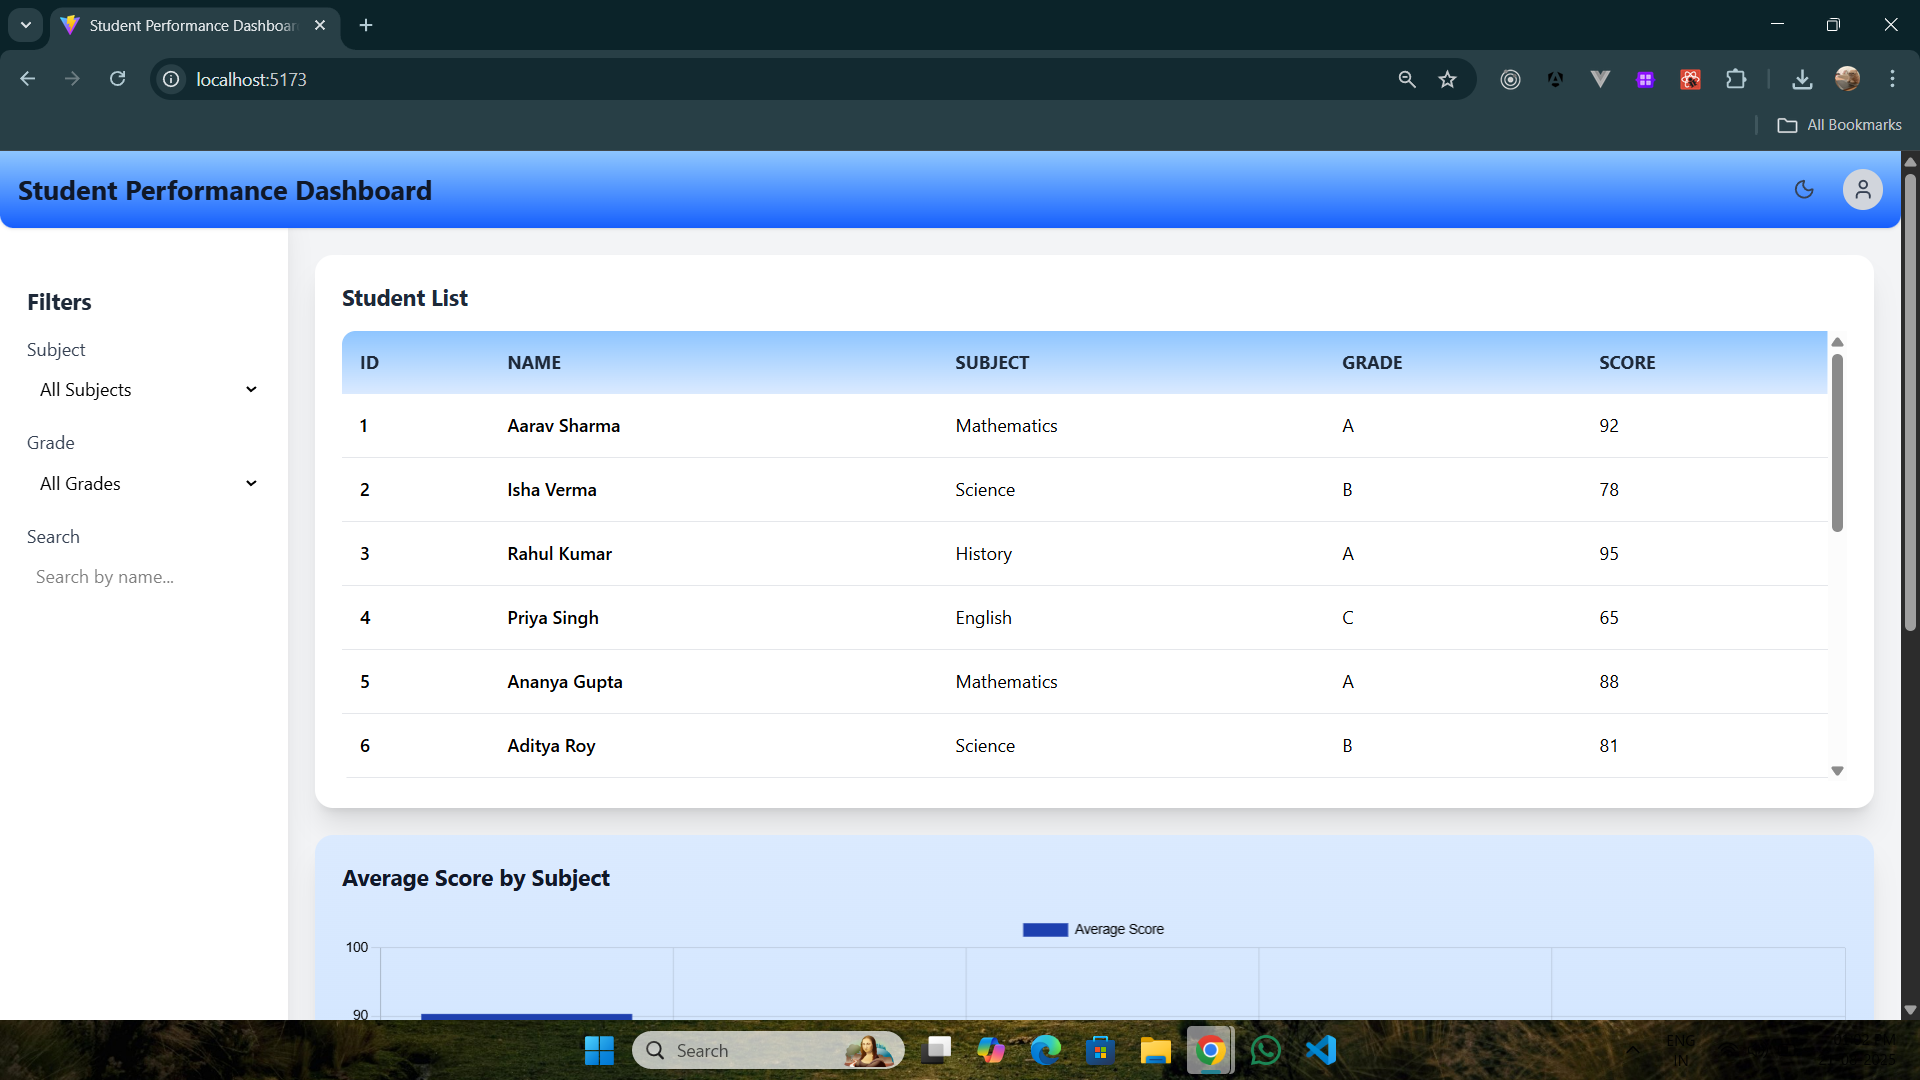 Student Performance Dashboar
localhost:5173
All Bookmarks
Student Performance Dashboard
Filters
Subject
All Subjects
Grade
All Grades
Search
Search by name...
Student List
ID NAME SUBJECT GRADE SCORE
1 Aarav Sharma Mathematics A 92
2 Isha Verma Science B 78
3 Rahul Kumar History A 95
4 Priya Singh English C 65
5 Ananya Gupta Mathematics A 88
6 Aditya Roy Science B 81
Average Score by Subject
Average Score
100
90
Search
ENG
IN